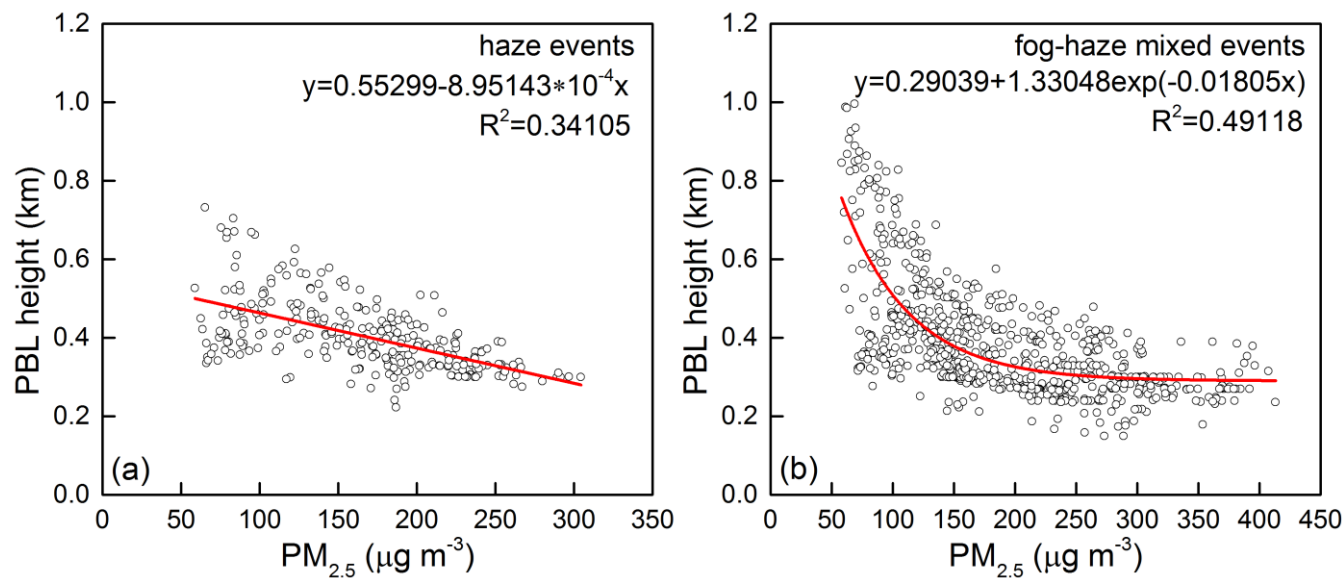 haze events
y=0.55299-8.95143*10⁻⁴x
R²=0.34105
PBL height (km)
1.2
1.0
0.8
0.6
0.4
0.2
0.0
(a)
0 50 100 150 200 250 300 350
PM₂.₅ (μg m⁻³)
fog-haze mixed events
y=0.29039+1.33048exp(-0.01805x)
R²=0.49118
PBL height (km)
1.2
1.0
0.8
0.6
0.4
0.2
0.0
(b)
0 50 100 150 200 250 300 350 400 450
PM₂.₅ (μg m⁻³)